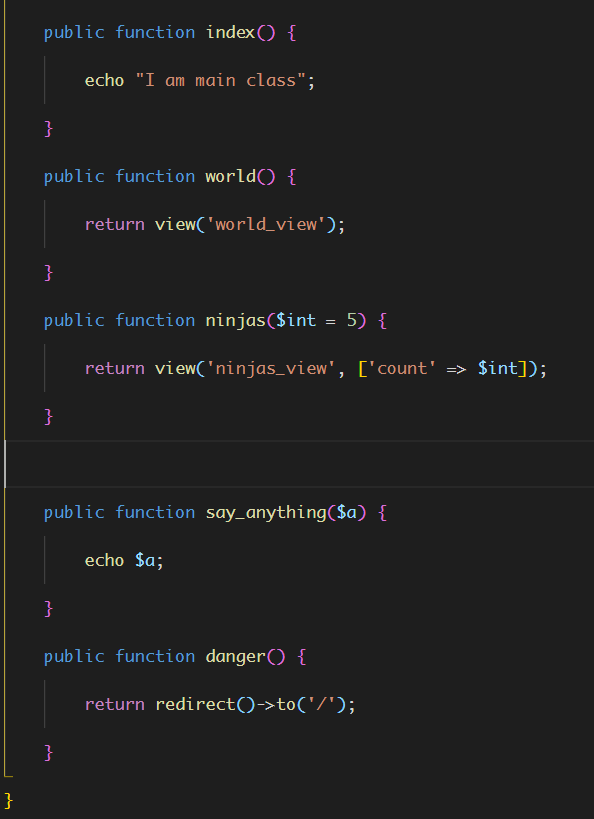 public function index() {
echo "I am main class";
}
public function world() {
return view('world_view');
}
public function ninjas($int = 5) {
return view('ninjas_view', ['count' => $int]);
}
public function say_anything($a) {
echo $a;
}
public function danger() {
return redirect()->to('/');
}
}